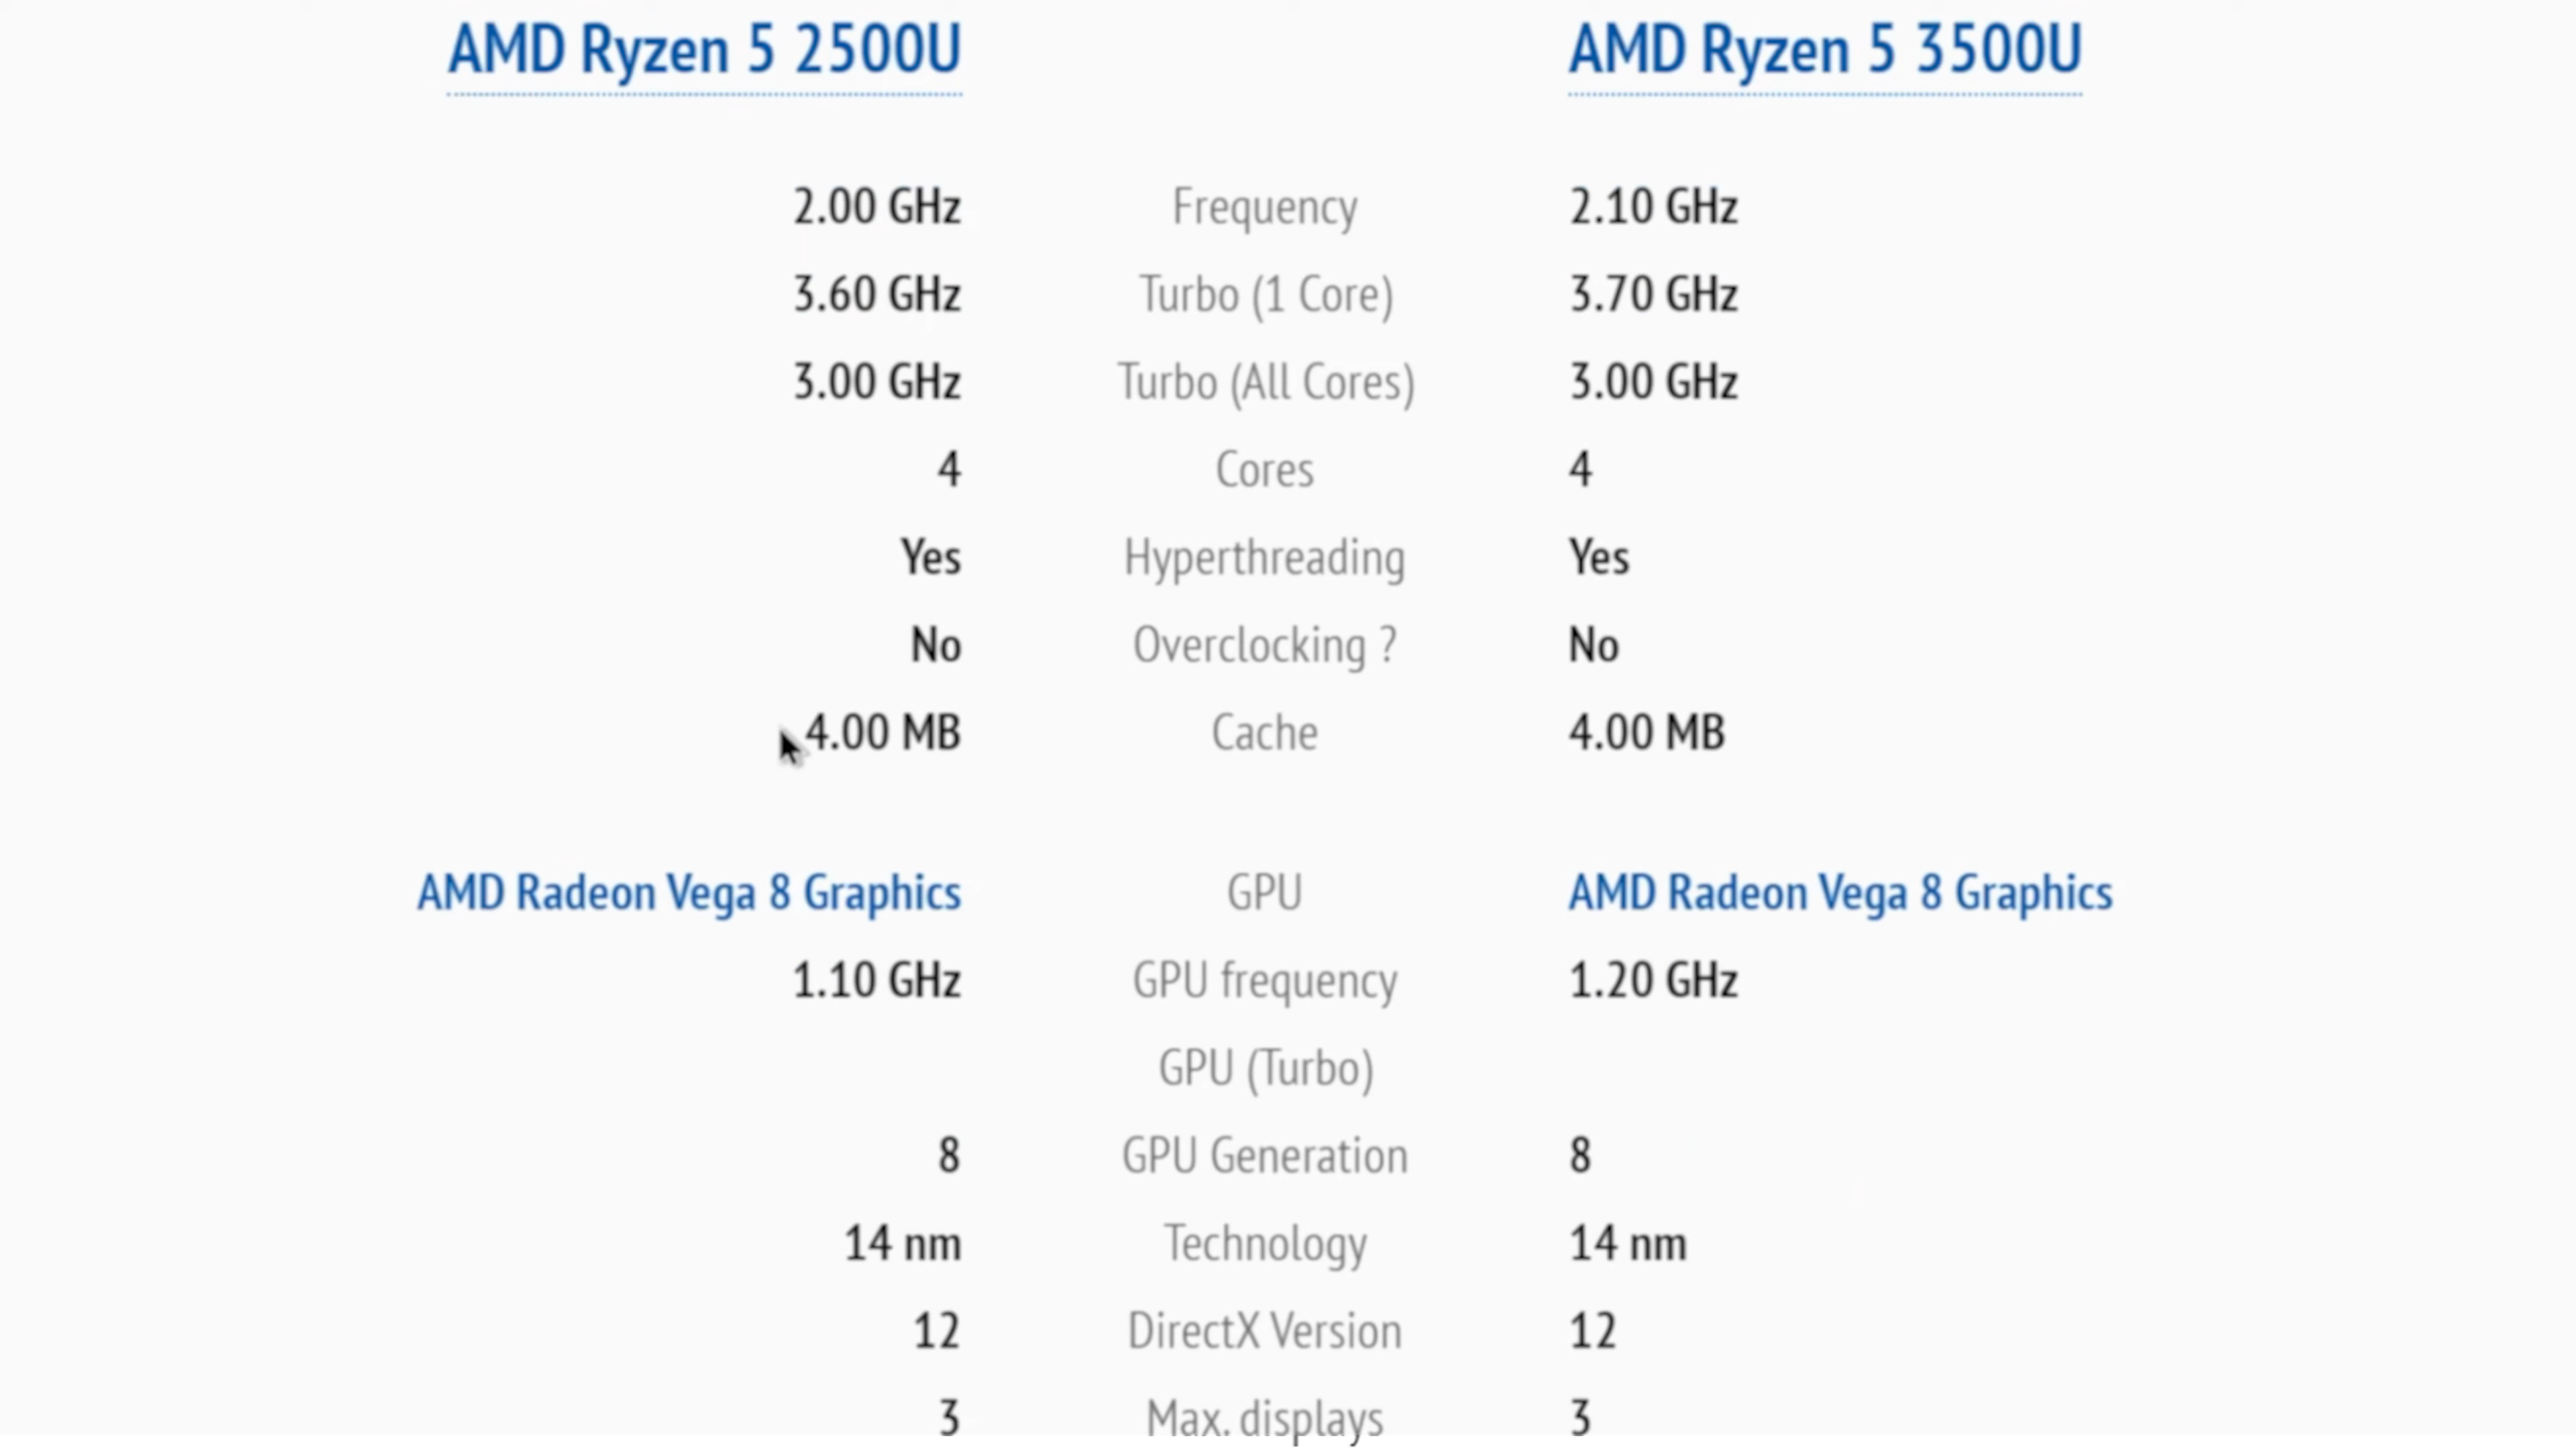 AMD Ryzen 5 2500U AMD Ryzen 5 3500U
2.00 GHz Frequency 2.10 GHz
3.60 GHz Turbo (1 Core) 3.70 GHz
3.00 GHz Turbo (All Cores) 3.00 GHz
4 Cores 4
Yes Hyperthreading Yes
No Overclocking ? No
4.00 MB Cache 4.00 MB
AMD Radeon Vega 8 Graphics GPU AMD Radeon Vega 8 Graphics
1.10 GHz GPU frequency 1.20 GHz
GPU (Turbo)
8 GPU Generation 8
14 nm Technology 14 nm
12 DirectX Version 12
3 Max. displays 3